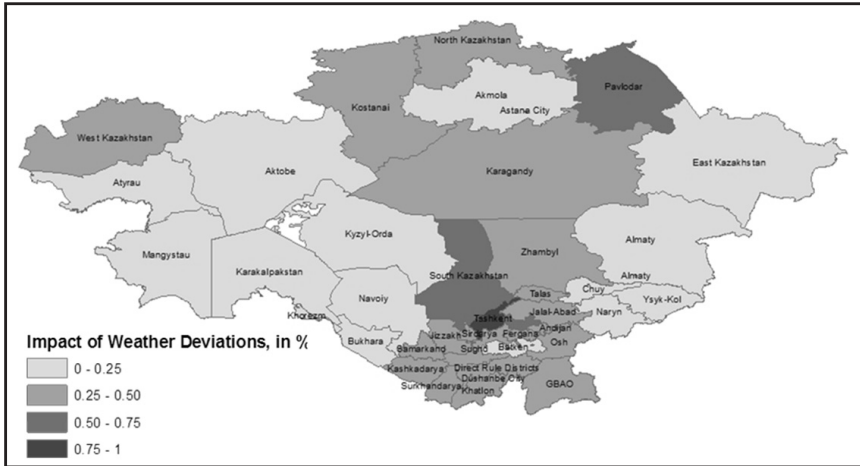 North Kazakhstan
Pavlodar
Akmola
Astana City
Kostanai
West Kazakhstan
East Kazakhstan
Aktobe
Karagandy
Atyrau
Kyzyl-Orda
Almaty
Mangystau
Zhambyl
Karakalpakstan
South Kazakhstan
Almaty
Navoiy
Talas
Chuy
Ysyk-Kol
Khorezm
Tashkent
Jalal-Abad
Naryn
Jizzakh
Sirdarya
Fergana
Andijan
Bukhara
Samarkand
Sughd
Batken
Osh
Kashkadarya
Direct Rule Districts
Dushanbe City
GBAO
Surkhandarya
Khatlon
Impact of Weather Deviations, in %
0 - 0.25
0.25 - 0.50
0.50 - 0.75
0.75 - 1